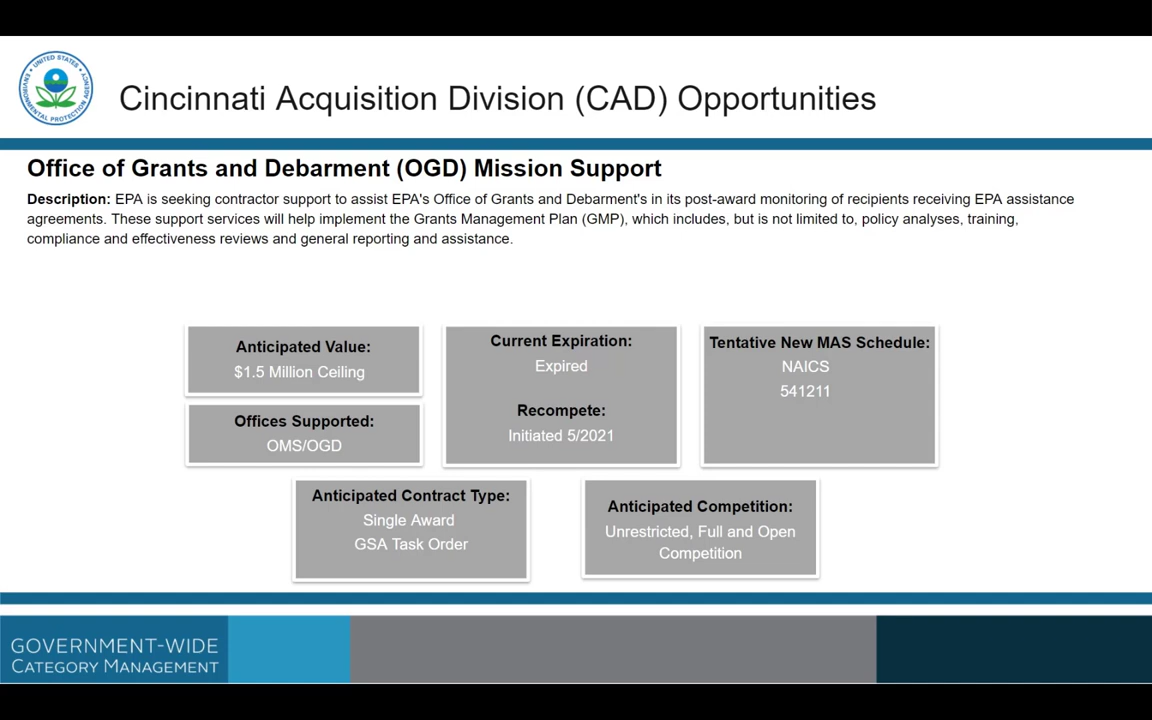 UNITED STATES
ENVIRONMENTAL PROTECTION AGENCY
Cincinnati Acquisition Division (CAD) Opportunities
Office of Grants and Debarment (OGD) Mission Support
Description: EPA is seeking contractor support to assist EPA's Office of Grants and Debarment's in its post-award monitoring of recipients receiving EPA assistance
agreements. These support services will help implement the Grants Management Plan (GMP), which includes, but is not limited to, policy analyses, training,
compliance and effectiveness reviews and general reporting and assistance.
Anticipated Value:
$1.5 Million Ceiling
Offices Supported:
OMS/OGD
Current Expiration:
Expired
Recompete:
Initiated 5/2021
Tentative New MAS Schedule:
NAICS
541211
Anticipated Contract Type:
Single Award
GSA Task Order
Anticipated Competition:
Unrestricted, Full and Open
Competition
GOVERNMENT-WIDE
CATEGORY MANAGEMENT